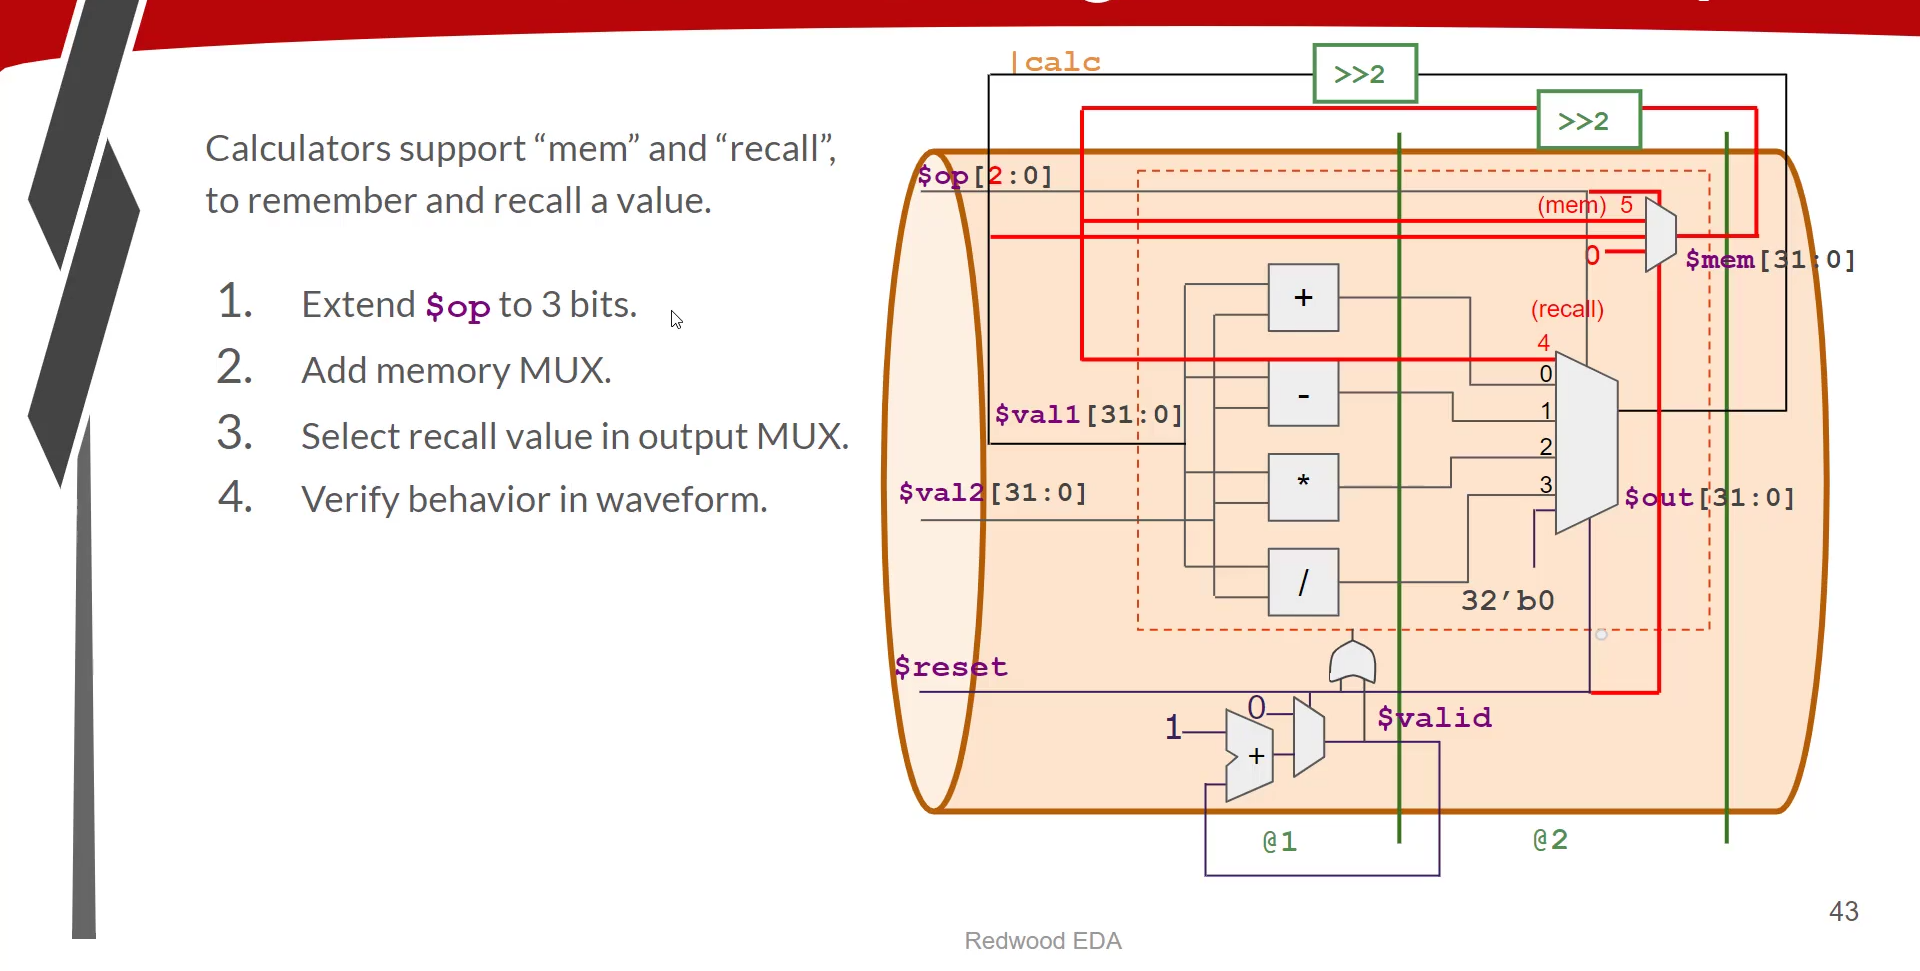 Calculators support “mem” and “recall”,
to remember and recall a value.
1. Extend $op to 3 bits.
2. Add memory MUX.
3. Select recall value in output MUX.
4. Verify behavior in waveform.
|calc
>>2
>>2
$op[2:0]
(mem) 5
0
$mem[31:0]
+
(recall)
4
0
-
1
$val1[31:0]
2
*
3
$val2[31:0]
$out[31:0]
/
32’b0
$reset
0
$valid
1
+
@1
@2
43
Redwood EDA